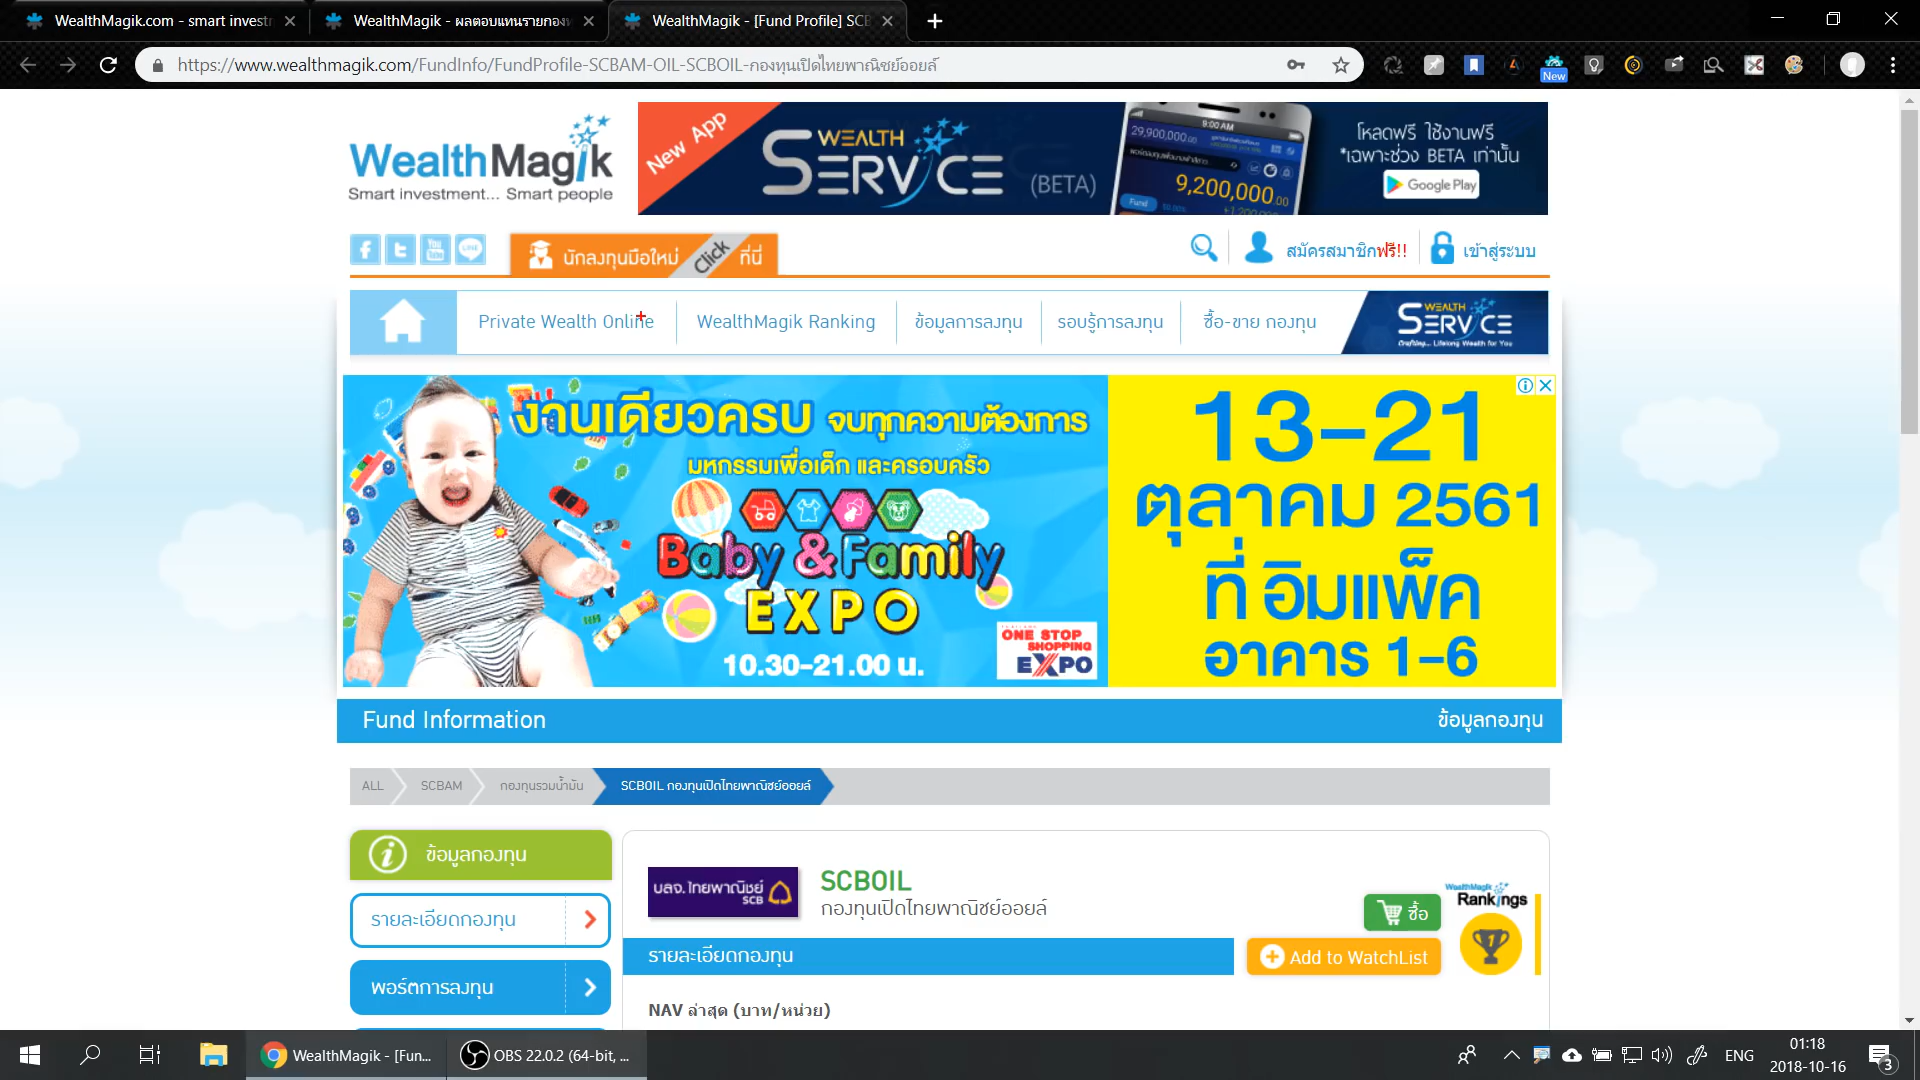 WealthMagik.com - smart investm
WealthMagik - ผลตอบแทนรายกองท
WealthMagik - [Fund Profile] SCB
https://www.wealthmagik.com/FundInfo/FundProfile-SCBAM-OIL-SCBOIL-กองทุนเปิดไทยพาณิชย์ออยล์
New
WealthMagik
Smart investment... Smart people
New App
WEALTH
SERVICE
(BETA)
9:00 AM
29,900,000.00
9,200,000.00
Fund
โหลดฟรี ใช้งานฟรี
*เฉพาะช่วง BETA เท่านั้น
Google Play
You Tube
LINE
นักลงทุนมือใหม่ Click ที่นี่
สมัครสมาชิกฟรี!!
เข้าสู่ระบบ
Private Wealth Online
WealthMagik Ranking
ข้อมูลการลงทุน
รอบรู้การลงทุน
ซื้อ-ขาย กองทุน
WEALTH
SERVICE
Crafting... Lifelong Wealth for You
งานเดียวครบ จบทุกความต้องการ
มหกรรมเพื่อเด็ก และครอบครัว
Baby & Family
EXPO
10.30-21.00 น.
ONE STOP
SHOPPING
EXPO
13-21
ตุลาคม 2561
ที่ อิมแพ็ค
อาคาร 1-6
Fund Information
ข้อมูลกองทุน
ALL
SCBAM
กองทุนรวมน้ำมัน
SCBOIL กองทุนเปิดไทยพาณิชย์ออยล์
ข้อมูลกองทุน
รายละเอียดกองทุน
พอร์ตการลงทุน
บลจ.ไทยพาณิชย์
SCB
SCBOIL
กองทุนเปิดไทยพาณิชย์ออยล์
ซื้อ
WealthMagik
Rankings
1
รายละเอียดกองทุน
Add to WatchList
NAV ล่าสุด (บาท/หน่วย)
WealthMagik - [Fun...
OBS 22.0.2 (64-bit, ...
ENG
01:18
2018-10-16
3